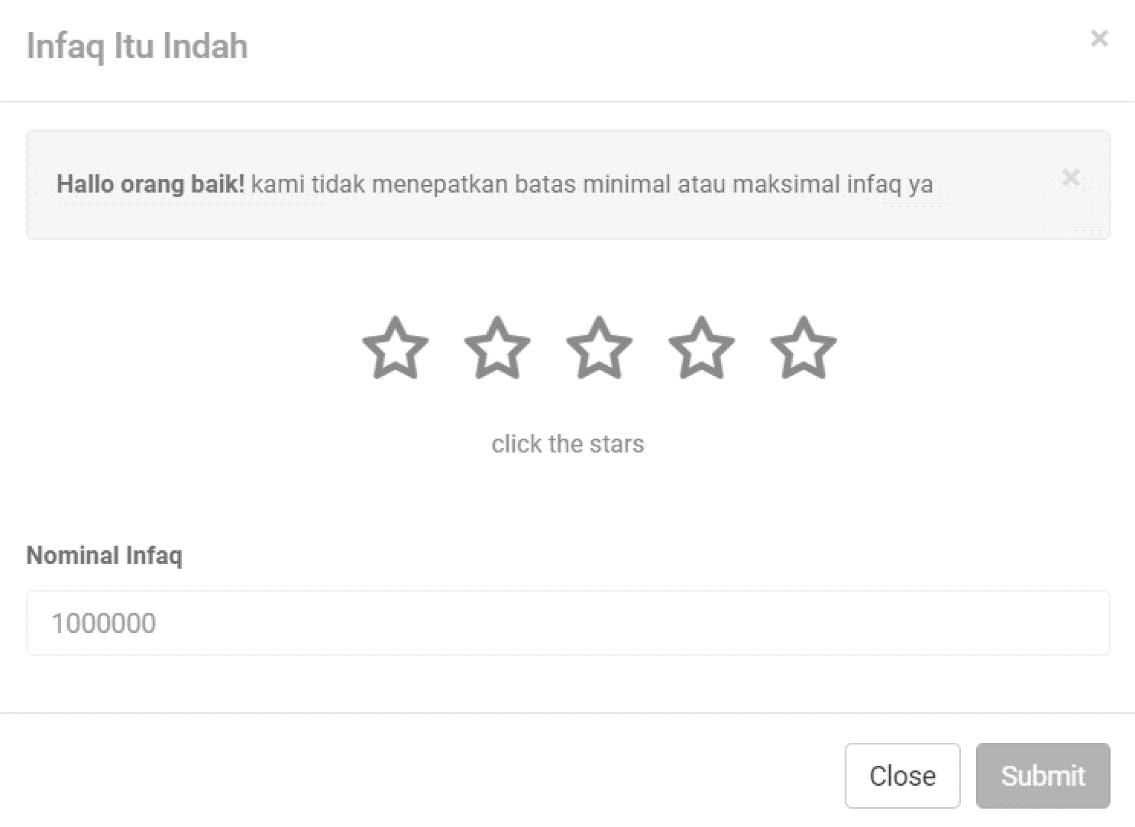 Infaq Itu Indah
×
Hallo orang baik! kami tidak menepatkan batas minimal atau maksimal infaq ya
×
click the stars
Nominal Infaq
1000000
Close
Submit